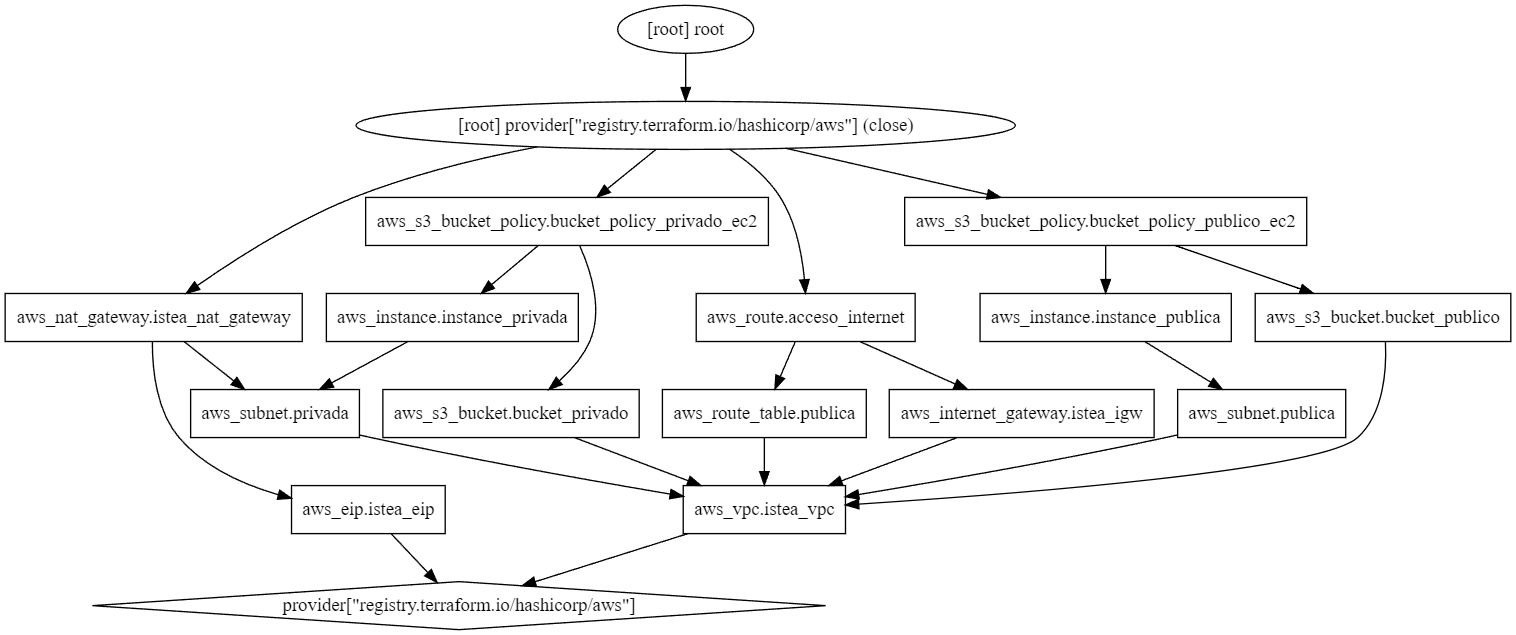 [root] root
[root] provider["registry.terraform.io/hashicorp/aws"] (close)
aws_s3_bucket_policy.bucket_policy_privado_ec2
aws_s3_bucket_policy.bucket_policy_publico_ec2
aws_nat_gateway.istea_nat_gateway
aws_instance.instance_privada
aws_route.acceso_internet
aws_instance.instance_publica
aws_s3_bucket.bucket_publico
aws_subnet.privada
aws_s3_bucket.bucket_privado
aws_route_table.publica
aws_internet_gateway.istea_igw
aws_subnet.publica
aws_eip.istea_eip
aws_vpc.istea_vpc
provider["registry.terraform.io/hashicorp/aws"]